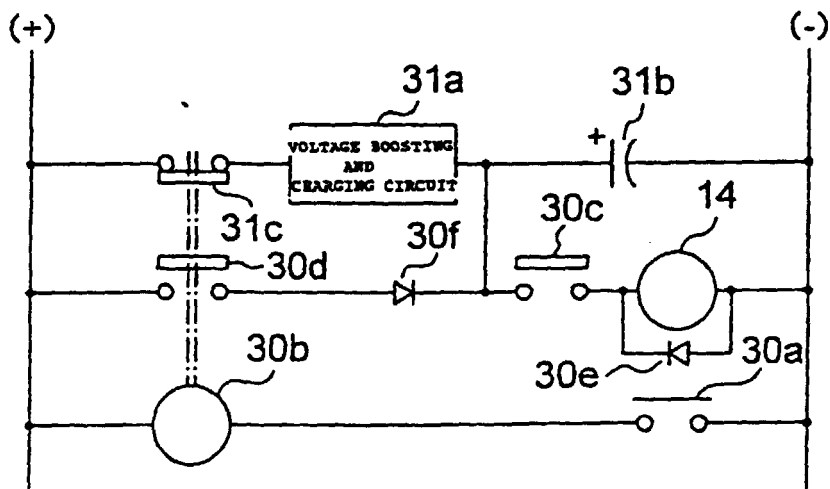 (+)
(-)
31a
31b
VOLTAGE BOOSTING
AND
CHARGING CIRCUIT
+
31c
30c
14
30d
30f
30b
30e
30a